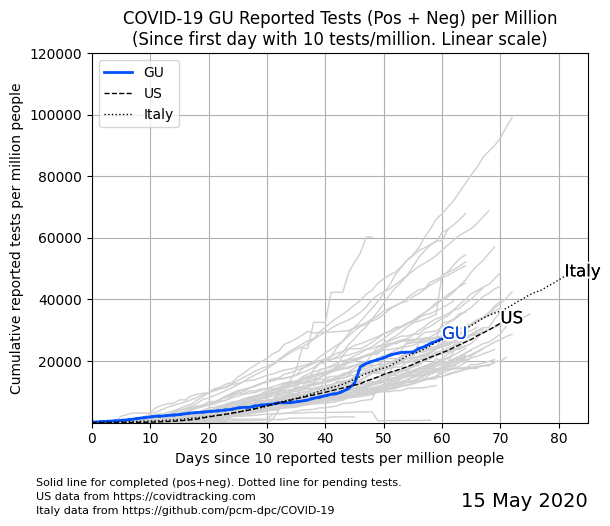 COVID-19 GU Reported Tests (Pos + Neg) per Million
(Since first day with 10 tests/million. Linear scale)
Cumulative reported tests per million people
120000
100000
80000
60000
40000
20000
GU
US
Italy
Italy
US
GU
0 10 20 30 40 50 60 70 80
Days since 10 reported tests per million people
Solid line for completed (pos+neg). Dotted line for pending tests.
US data from https://covidtracking.com
Italy data from https://github.com/pcm-dpc/COVID-19
15 May 2020